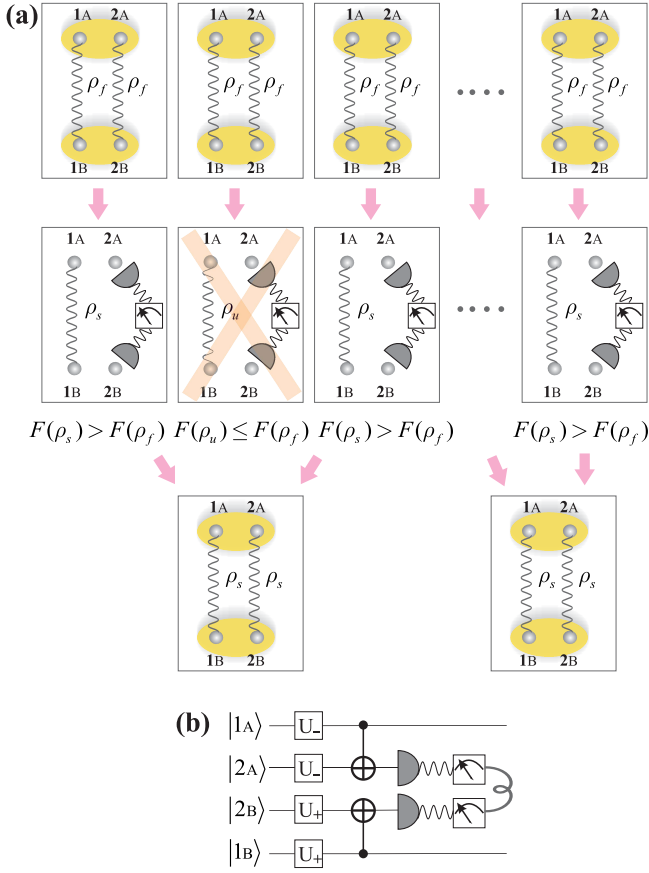 (a)
1A 2A 1A 2A 1A 2A 1A 2A
ρf ρf ρf ρf ρf ρf ρf ρf
1B 2B 1B 2B 1B 2B 1B 2B
1A 2A 1A 2A 1A 2A 1A 2A
ρs ρu ρs ρs
1B 2B 1B 2B 1B 2B 1B 2B
F(ρs) > F(ρf) F(ρu) ≤ F(ρf) F(ρs) > F(ρf) F(ρs) > F(ρf)
1A 2A 1A 2A
ρs ρs ρs ρs
1B 2B 1B 2B
(b)
|1A⟩ U−
|2A⟩ U−
|2B⟩ U+
|1B⟩ U+